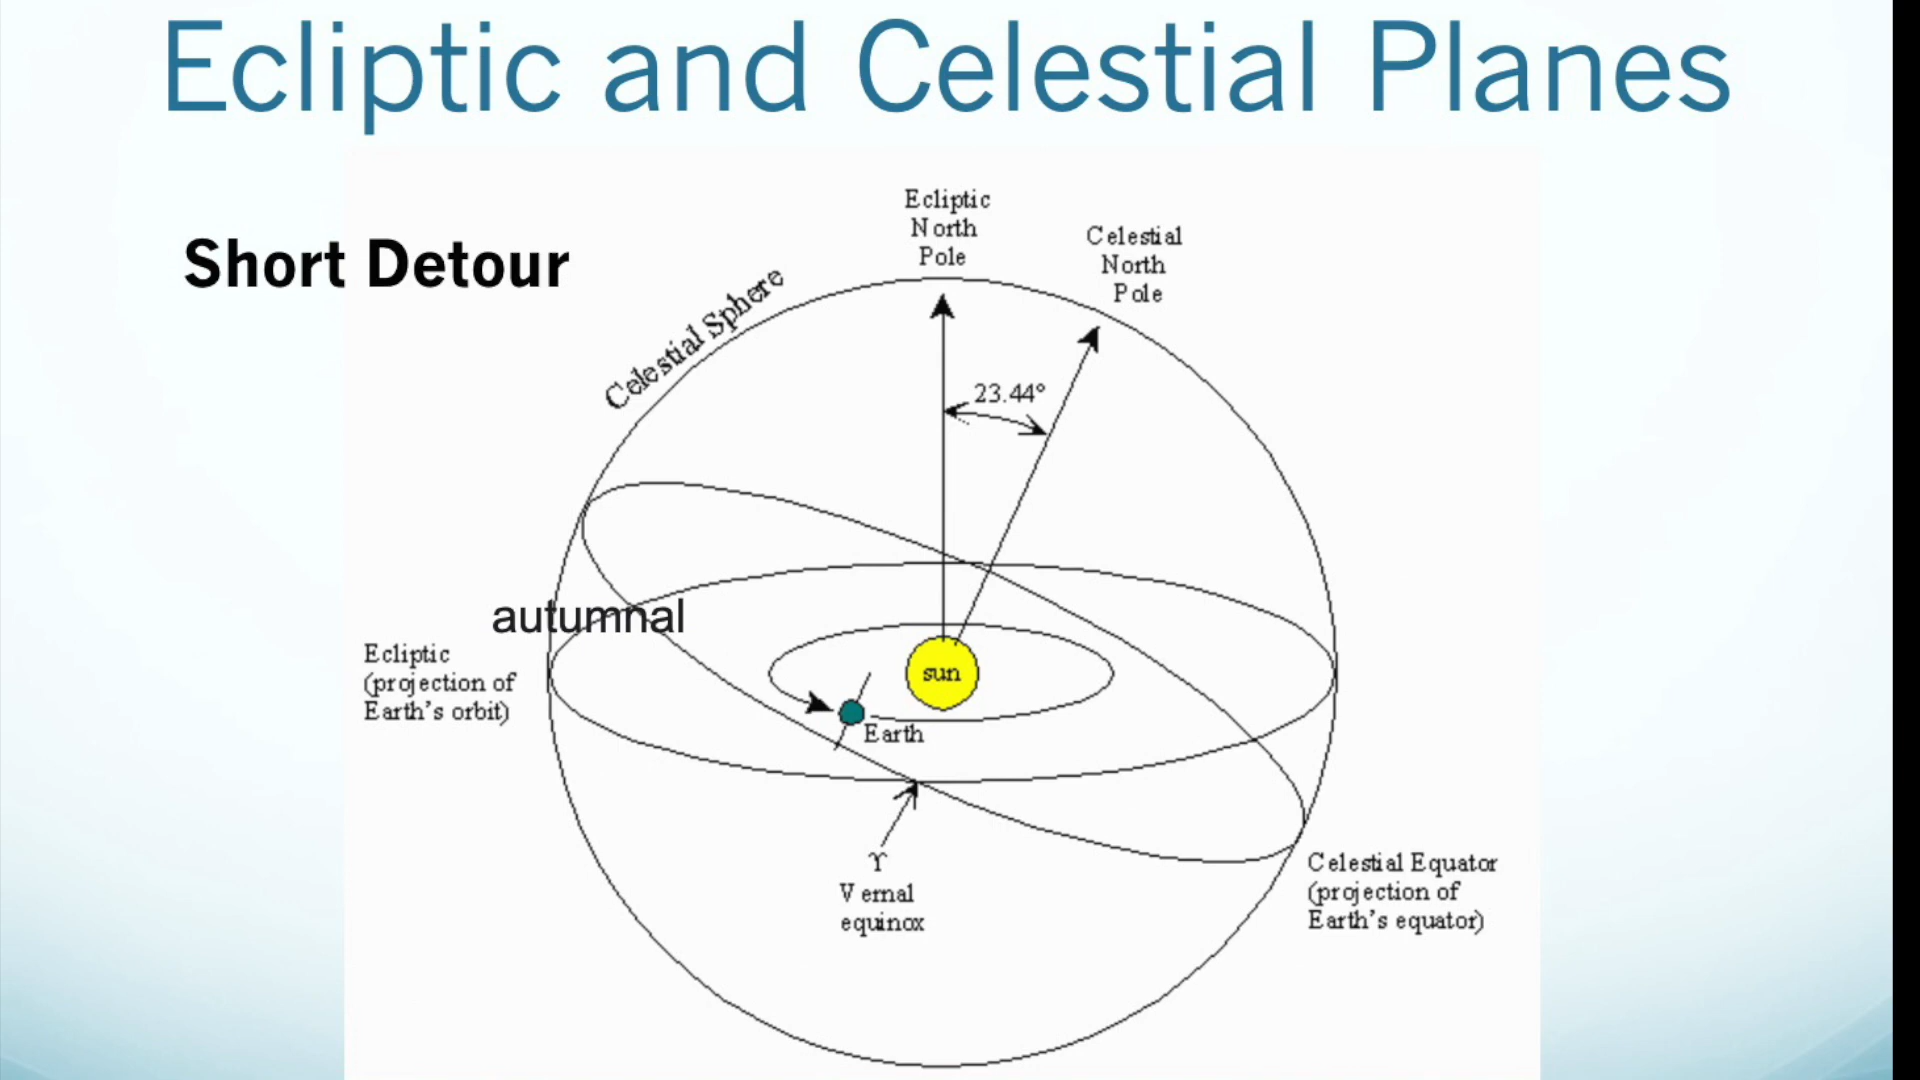 Ecliptic and Celestial Planes
Short Detour
Ecliptic
North
Pole
Celestial
North
Pole
Celestial Sphere
23.44°
autumnal
Ecliptic
(projection of
Earth's orbit)
sun
Earth
♈
Vernal
equinox
Celestial Equator
(projection of
Earth's equator)